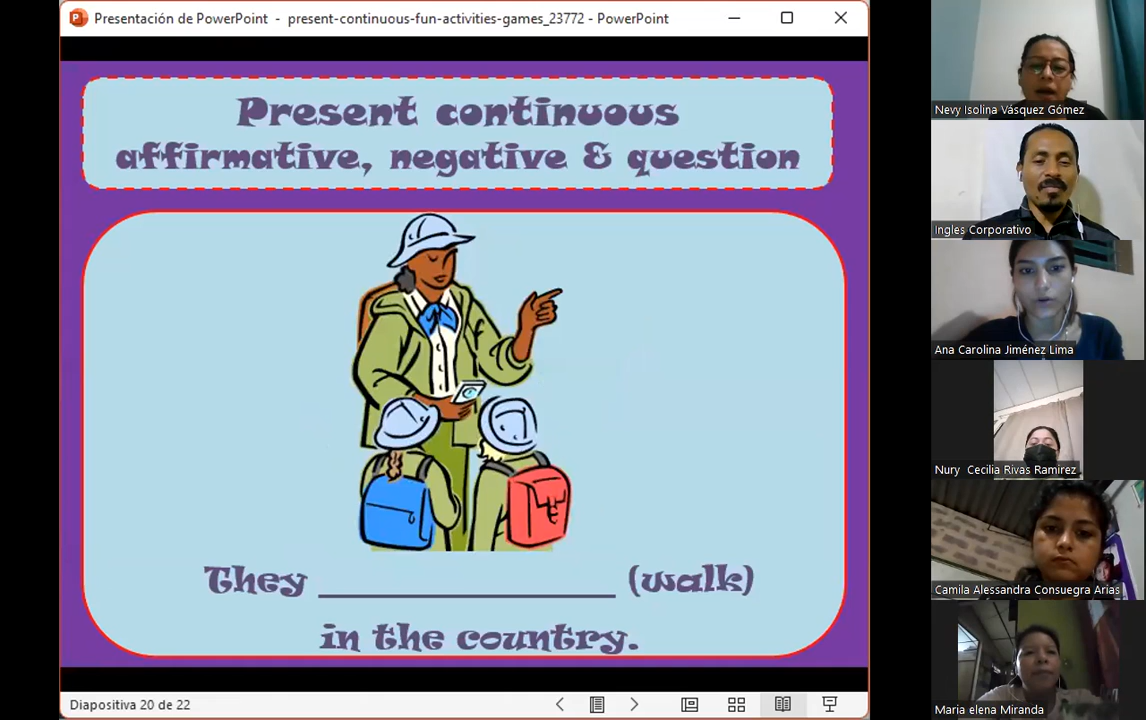 Presentación de PowerPoint - present-continuous-fun-activities-games_23772 - PowerPoint
Present continuous
affirmative, negative & question
They ____________________ (walk)
in the country.
Diapositiva 20 de 22
Nevy Isolina Vásquez Gómez
Ingles Corporativo
Ana Carolina Jiménez Lima
Nury Cecilia Rivas Ramirez
Camila Alessandra Consuegra Arias
Maria elena Miranda